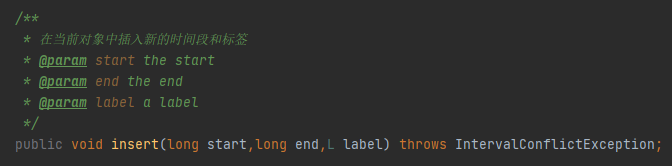 /**
* 在当前对象中插入新的时间段和标签
* @param start the start
* @param end the end
* @param label a label
*/
public void insert(long start,long end,L label) throws IntervalConflictException;